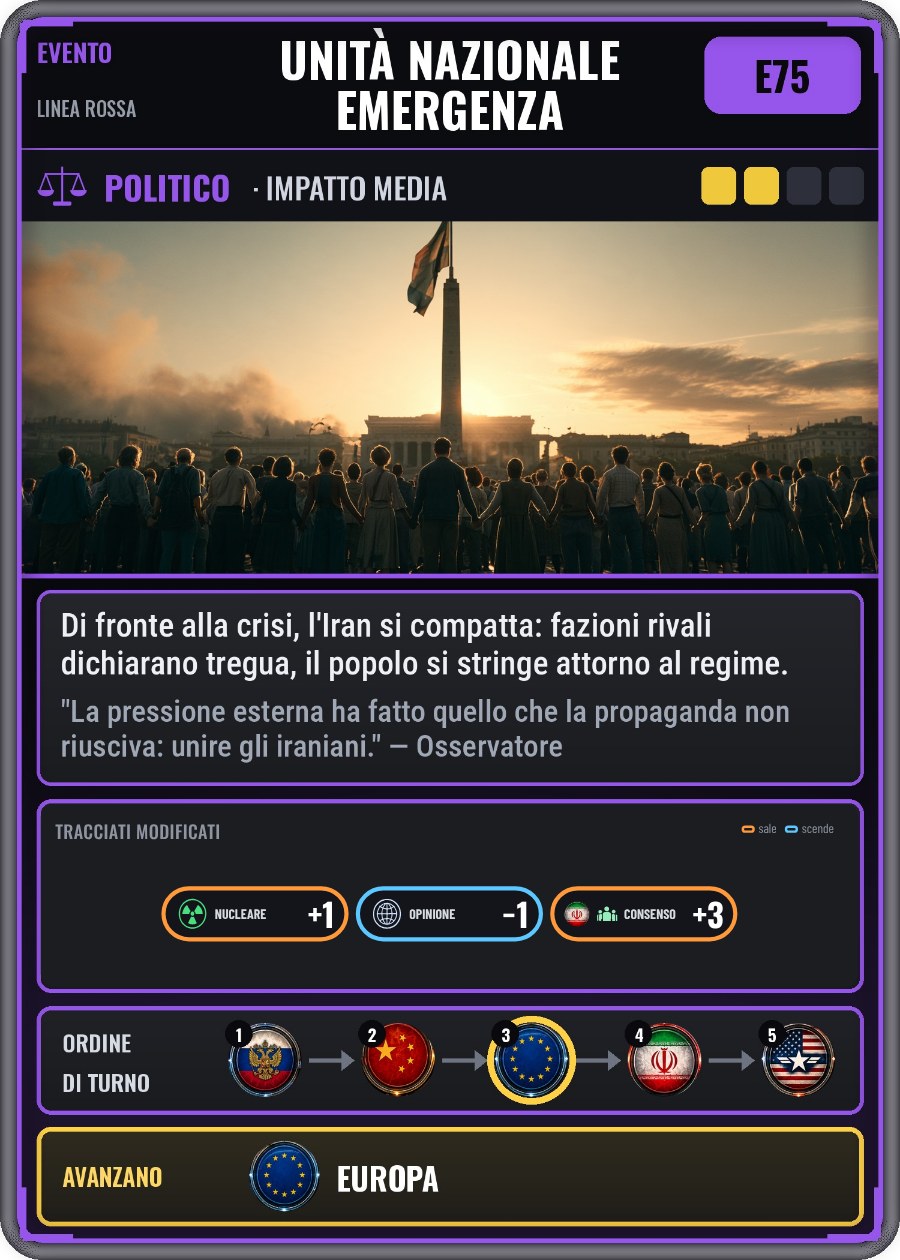 EVENTO
LINEA ROSSA
UNITÀ NAZIONALE
EMERGENZA
E75
POLITICO · IMPATTO MEDIA
Di fronte alla crisi, l'Iran si compatta: fazioni rivali
dichiarano tregua, il popolo si stringe attorno al regime.
"La pressione esterna ha fatto quello che la propaganda non
riusciva: unire gli iraniani." — Osservatore
TRACCIATI MODIFICATI
sale scende
NUCLEARE +1
OPINIONE −1
CONSENSO +3
ORDINE
DI TURNO
1 2 3 4 5
AVANZANO
EUROPA